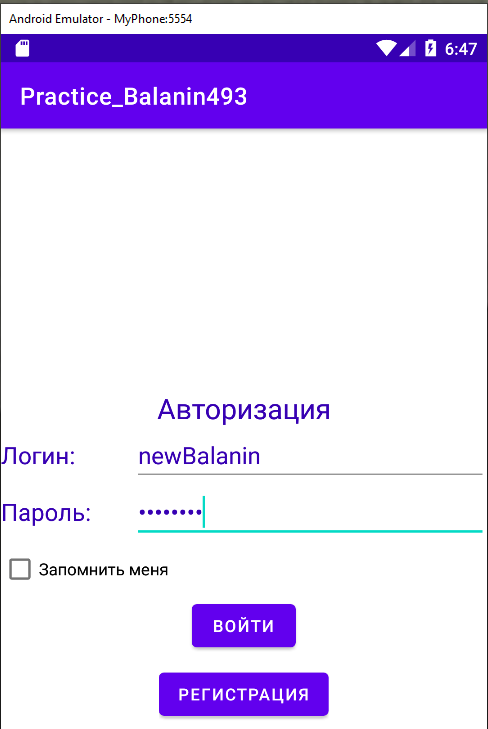 Android Emulator - MyPhone:5554
6:47
Practice_Balanin493
Авторизация
Логин: newBalanin
Пароль: ••••••••
Запомнить меня
ВОЙТИ
РЕГИСТРАЦИЯ